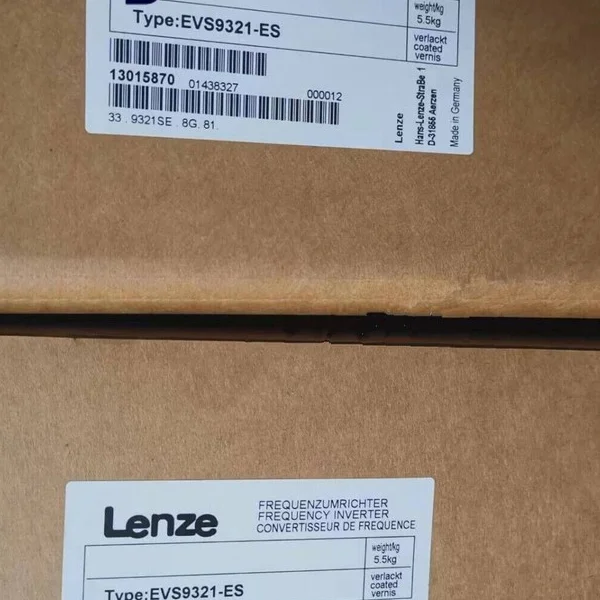 weight/kg
5.5kg
Type:EVS9321-ES
verlackt
coated
vernis
13015870
01438327
000012
33 . 9321SE . 8G. 81.
Lenze
Hans-Lenze-StraBe 1
D-31855 Aerzen
Made in Germany
Lenze
FREQUENZUMRICHTER
FREQUENCY INVERTER
CONVERTISSEUR DE FREQUENCE
weight/kg
5.5kg
Type:EVS9321-ES
verlackt
coated
vernis